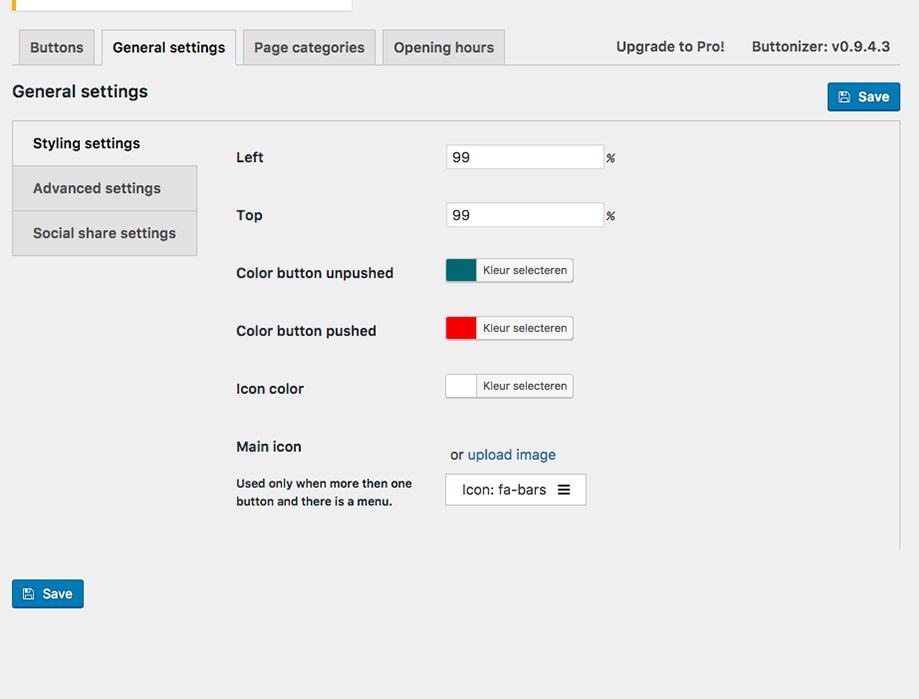 Buttons General settings Page categories Opening hours Upgrade to Pro! Buttonizer: v0.9.4.3
General settings
Save
Styling settings
Advanced settings
Social share settings
Left 99 %
Top 99 %
Color button unpushed Kleur selecteren
Color button pushed Kleur selecteren
Icon color Kleur selecteren
Main icon or upload image
Used only when more then one
button and there is a menu.
Icon: fa-bars
Save